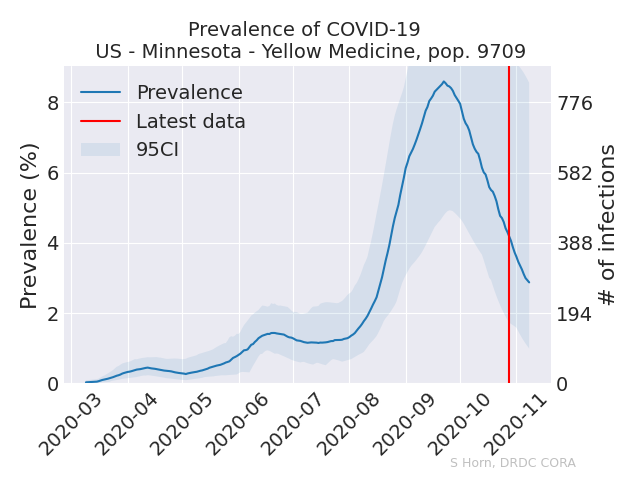 Prevalence of COVID-19
US - Minnesota - Yellow Medicine, pop. 9709
Prevalence
Latest data
95CI
Prevalence (%)
8
6
4
2
0
776
582
388
194
0
# of infections
2020-03
2020-04
2020-05
2020-06
2020-07
2020-08
2020-09
2020-10
2020-11
S Horn, DRDC CORA